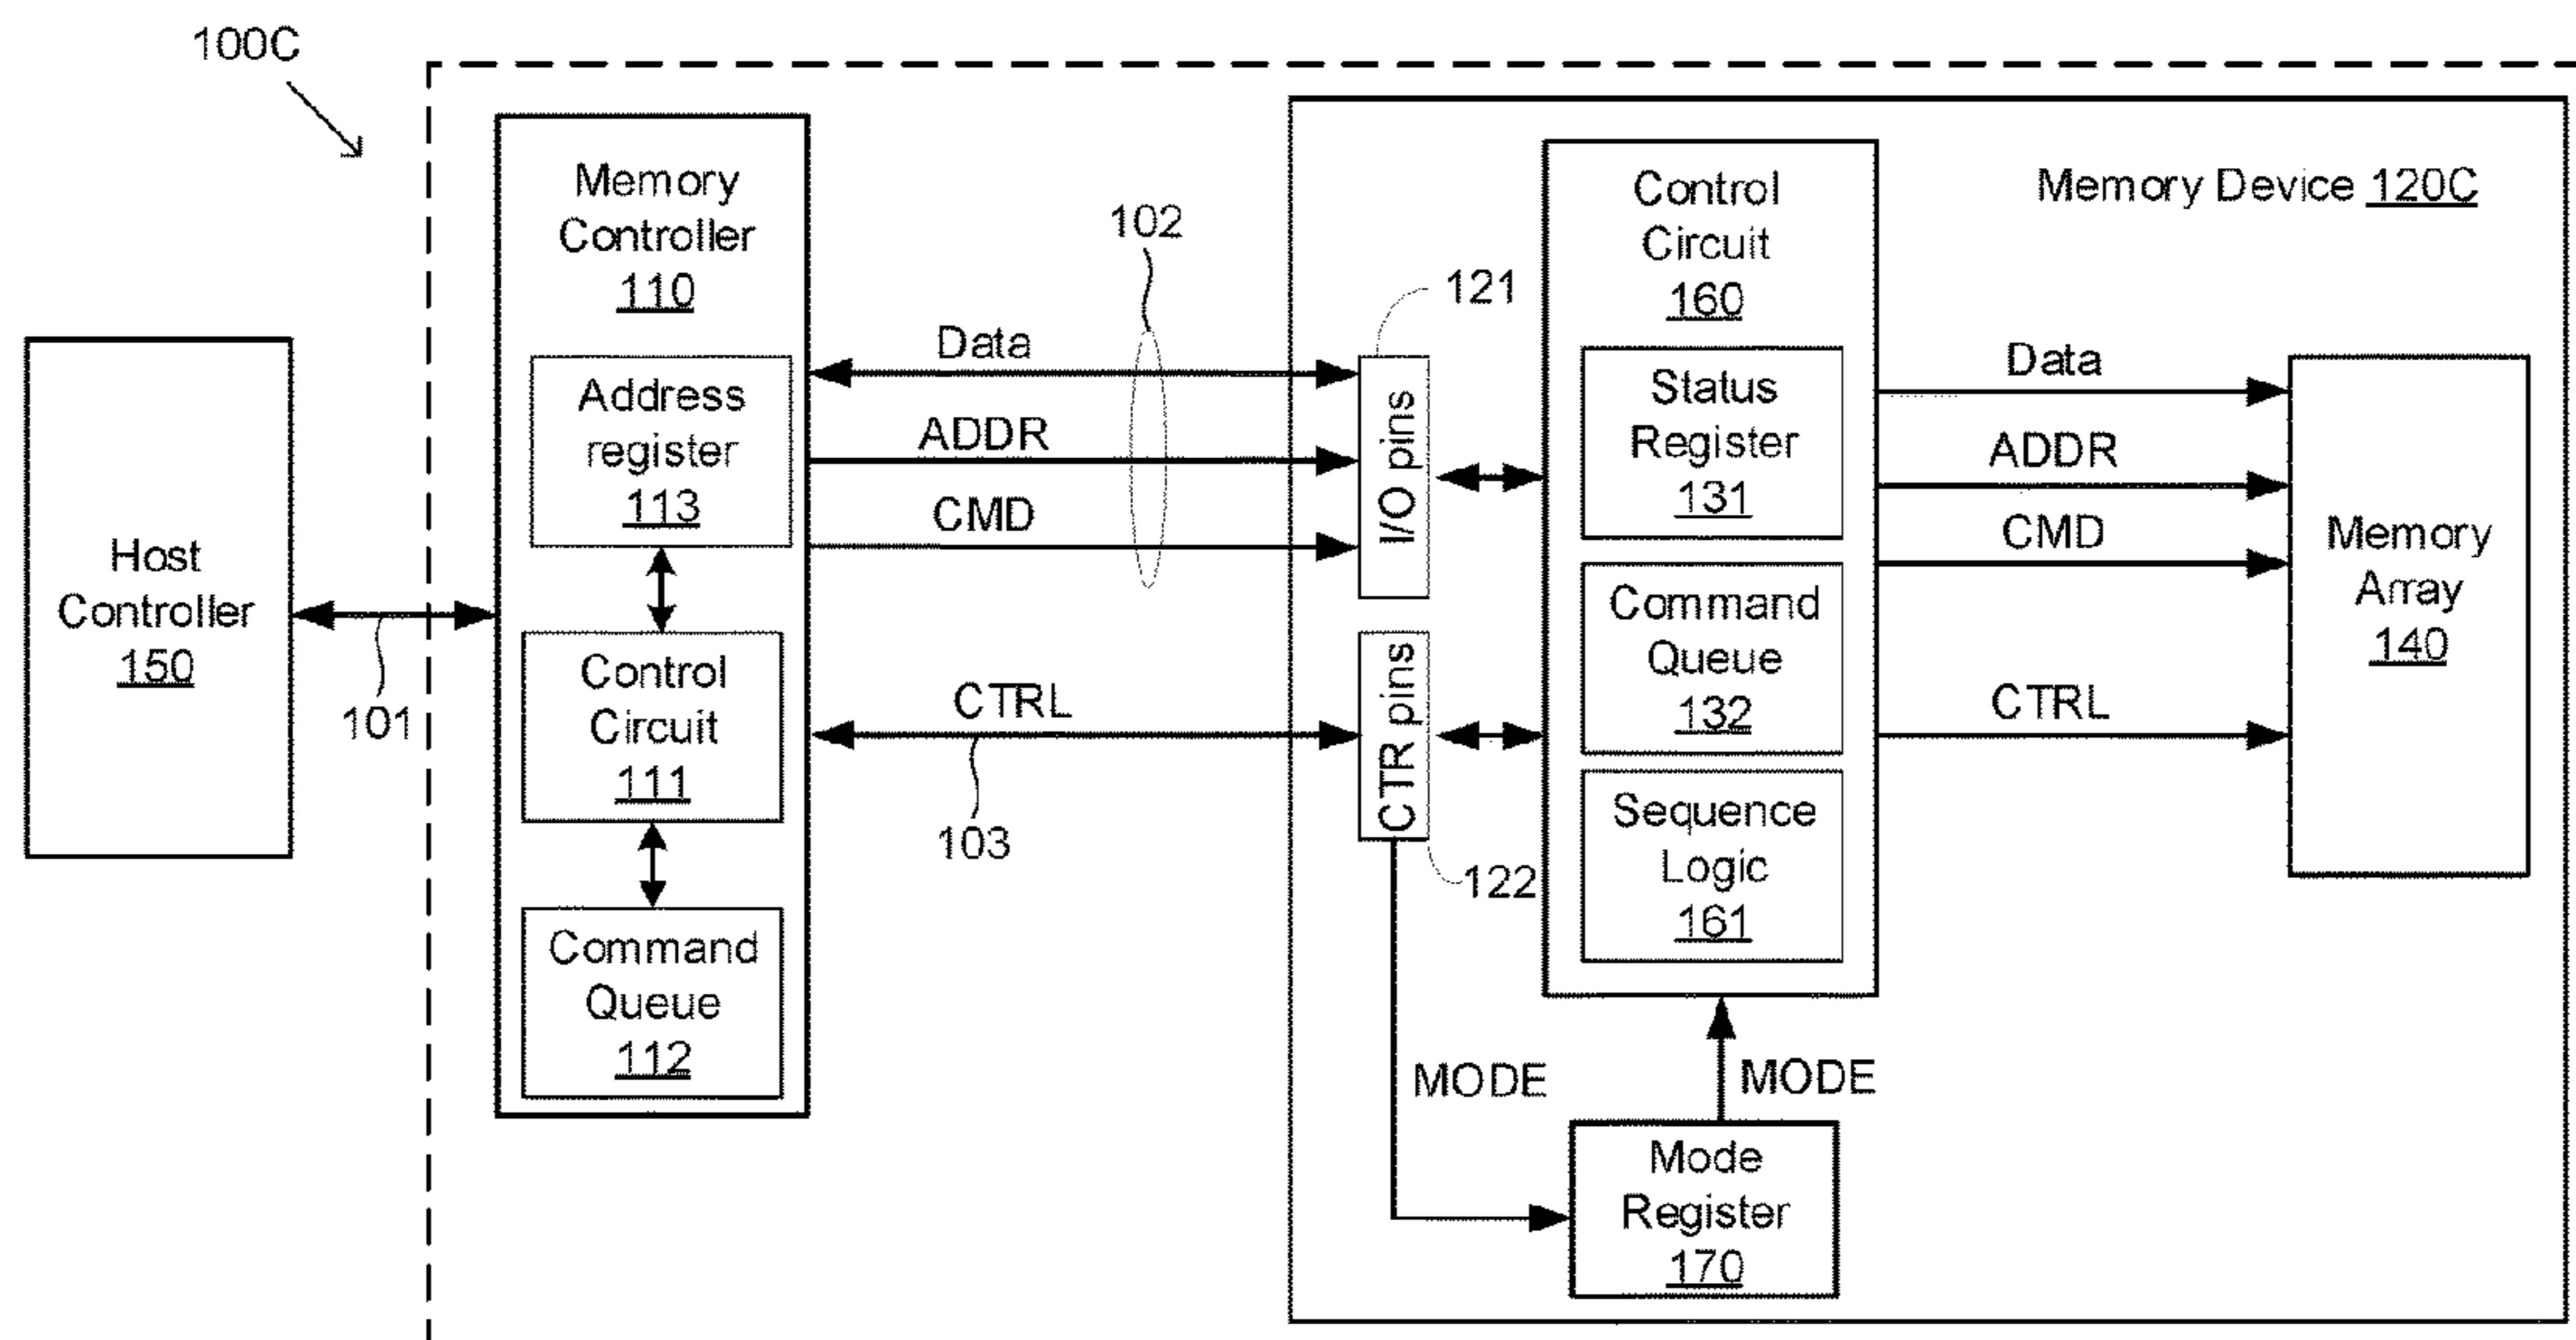 100C
Host
Controller
150
101
Memory
Controller
110
Address
register
113
Control
Circuit
111
Command
Queue
112
102
Data
ADDR
CMD
CTRL
103
Memory Device 120C
121
I/O pins
CTR pins
122
Control
Circuit
160
Status
Register
131
Command
Queue
132
Sequence
Logic
161
MODE
MODE
Mode
Register
170
Data
ADDR
CMD
CTRL
Memory
Array
140